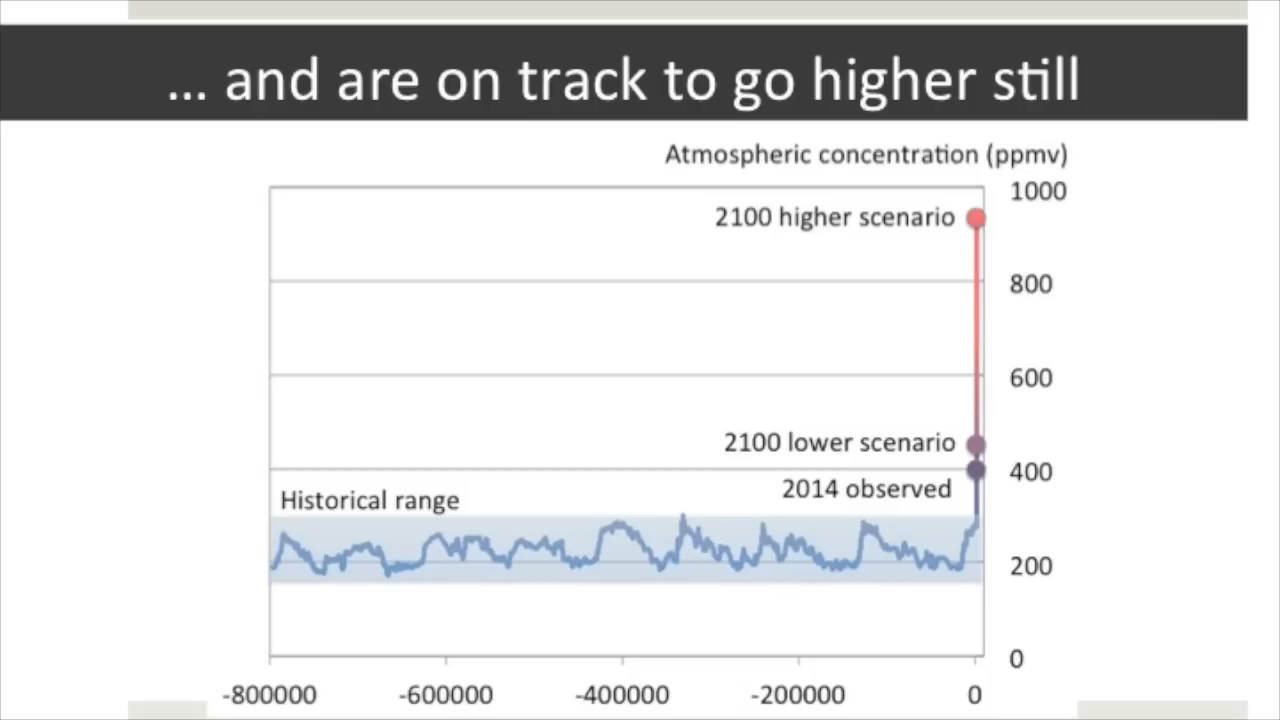 ... and are on track to go higher still
Atmospheric concentration (ppmv)
1000
2100 higher scenario
800
600
2100 lower scenario
400
2014 observed
Historical range
200
0
-800000 -600000 -400000 -200000 0